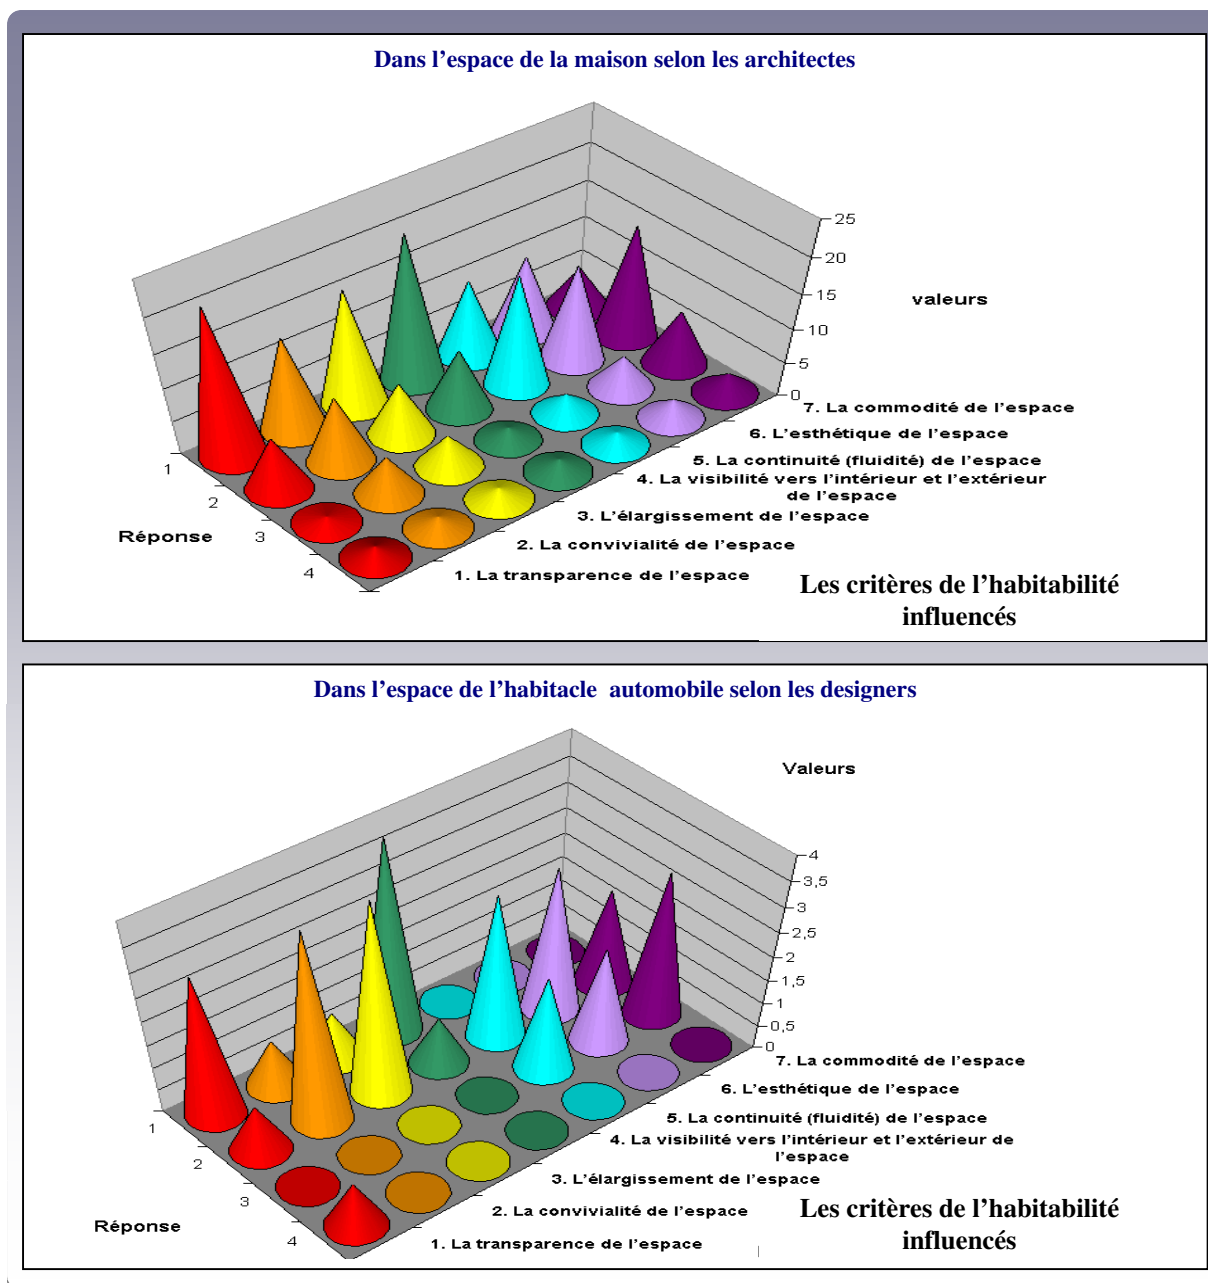 Dans l’espace de la maison selon les architectes
25
20
15
10
5
0
valeurs
7. La commodité de l'espace
6. L'esthétique de l'espace
5. La continuité (fluidité) de l'espace
4. La visibilité vers l'intérieur et l'extérieur
de l'espace
3. L'élargissement de l'espace
2. La convivialité de l'espace
1. La transparence de l'espace
1
2
3
4
Réponse
Les critères de l’habitabilité
influencés
Dans l’espace de l’habitacle  automobile selon les designers
Valeurs
4
3,5
3
2,5
2
1,5
1
0,5
0
7. La commodité de l'espace
6. L'esthétique de l'espace
5. La continuité (fluidité) de l'espace
4. La visibilité vers l'intérieur et l'extérieur de
l'espace
3. L'élargissement de l'espace
2. La convivialité de l'espace
1. La transparence de l'espace
1
2
3
4
Réponse
Les critères de l’habitabilité
influencés